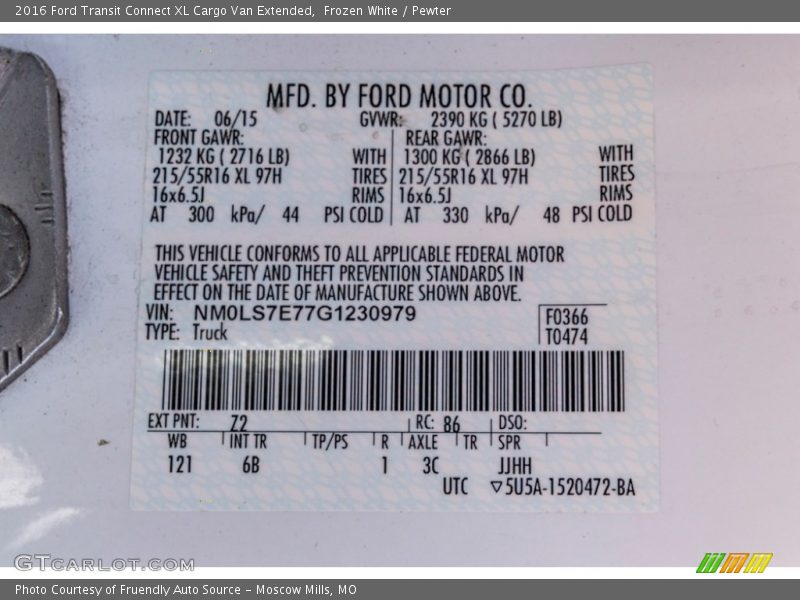 2016 Ford Transit Connect XL Cargo Van Extended,  Frozen White / Pewter
MFD. BY FORD MOTOR CO.
DATE: 06/15 GVWR: 2390 KG ( 5270 LB)
FRONT GAWR: REAR GAWR:
1232 KG ( 2716 LB) WITH 1300 KG ( 2866 LB) WITH
215/55R16 XL 97H TIRES 215/55R16 XL 97H TIRES
16x6.5J RIMS 16x6.5J RIMS
AT 300 kPa/ 44 PSI COLD AT 330 kPa/ 48 PSI COLD
THIS VEHICLE CONFORMS TO ALL APPLICABLE FEDERAL MOTOR
VEHICLE SAFETY AND THEFT PREVENTION STANDARDS IN
EFFECT ON THE DATE OF MANUFACTURE SHOWN ABOVE.
VIN: NM0LS7E77G1230979 F0366
TYPE: Truck T0474
EXT PNT: Z2 RC: 86 DSO:
WB INT TR TP/PS R AXLE TR SPR
121 6B 1 3C JJHH
UTC ▽5U5A-1520472-BA
GTCARLOT.COM
Photo Courtesy of Fruendly Auto Source – Moscow Mills, MO